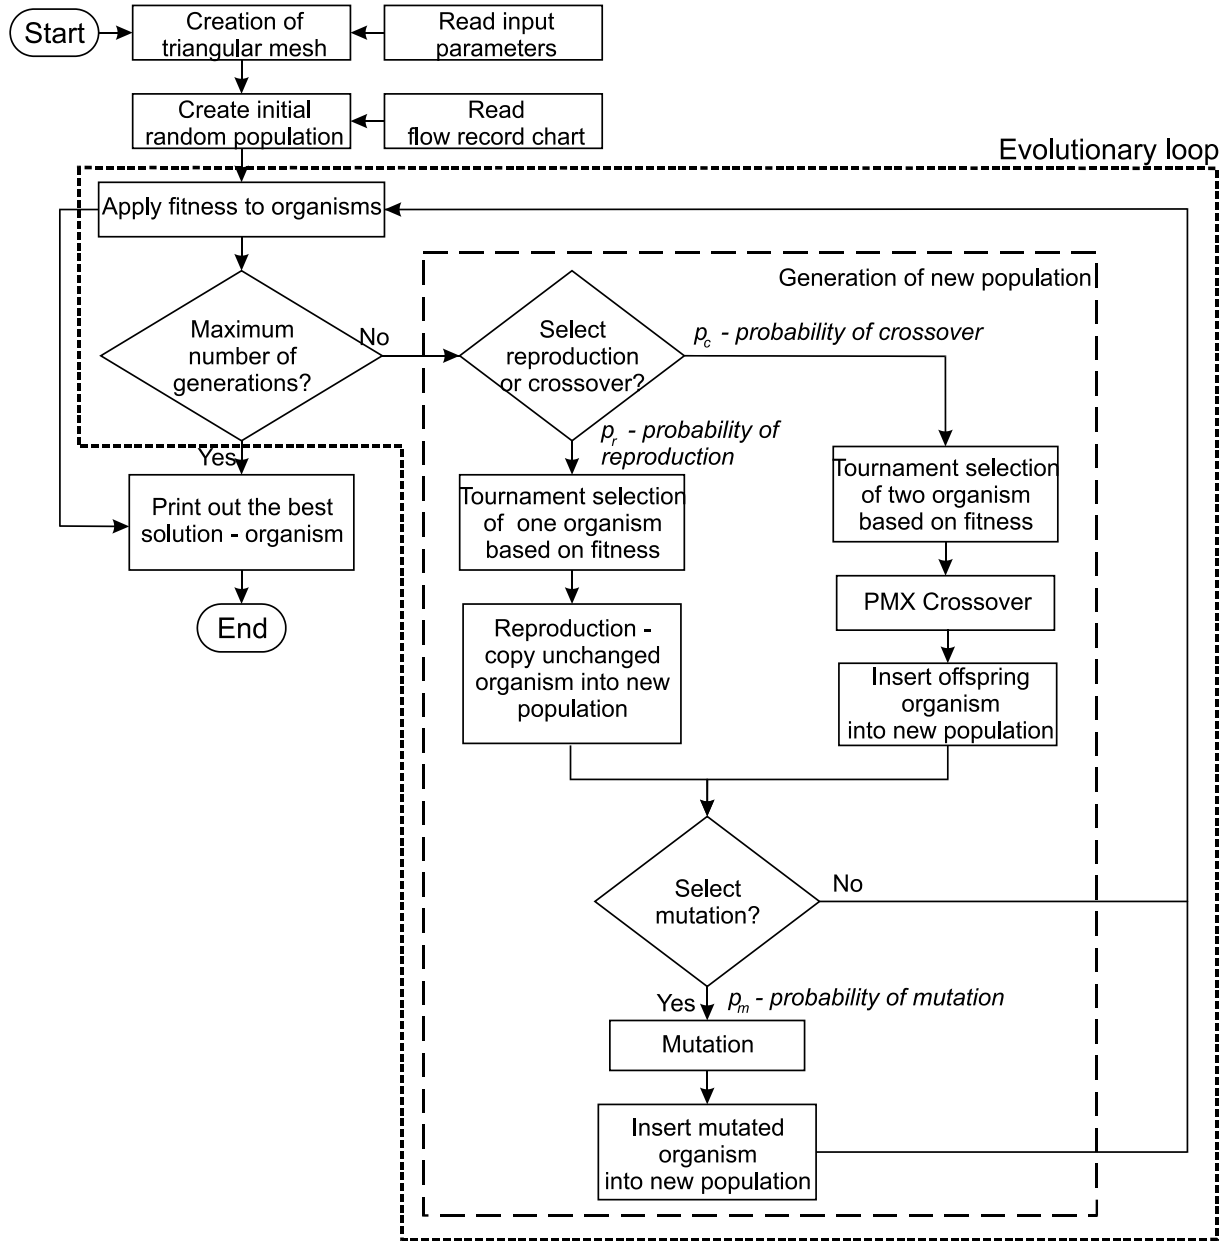 Start
Creation of
triangular mesh
Read input
parameters
Create initial
random population
Read
flow record chart
Evolutionary loop
Apply fitness to organisms
Generation of new population
Maximum
number of
generations?
No
Select
reproduction
or crossover?
p_c - probability of crossover
p_r - probability of
reproduction
Yes
Print out the best
solution - organism
End
Tournament selection
of one organism
based on fitness
Tournament selection
of two organism
based on fitness
PMX Crossover
Reproduction -
copy unchanged
organism into new
population
Insert offspring
organism
into new population
Select
mutation?
No
Yes
p_m - probability of mutation
Mutation
Insert mutated
organism
into new population